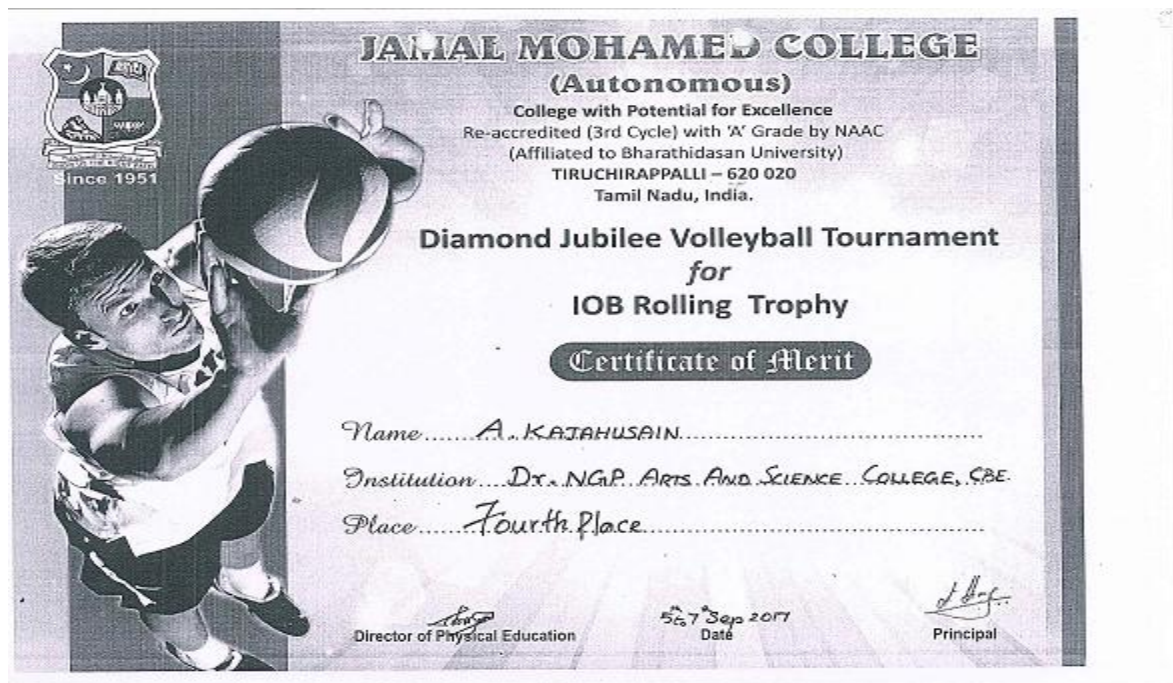 JAMAL MOHAMED COLLEGE
(Autonomous)
College with Potential for Excellence
Re-accredited (3rd Cycle) with 'A' Grade by NAAC
(Affiliated to Bharathidasan University)
TIRUCHIRAPPALLI – 620 020
Tamil Nadu, India.
Since 1951
Diamond Jubilee Volleyball Tournament
for
IOB Rolling Trophy
Certificate of Merit
Name A. KAJAHUSAIN
Institution Dr. NGP ARTS AND SCIENCE COLLEGE, CBE.
Place Fourth Place
5th 7th Sep 2017
Director of Physical Education
Date
Principal